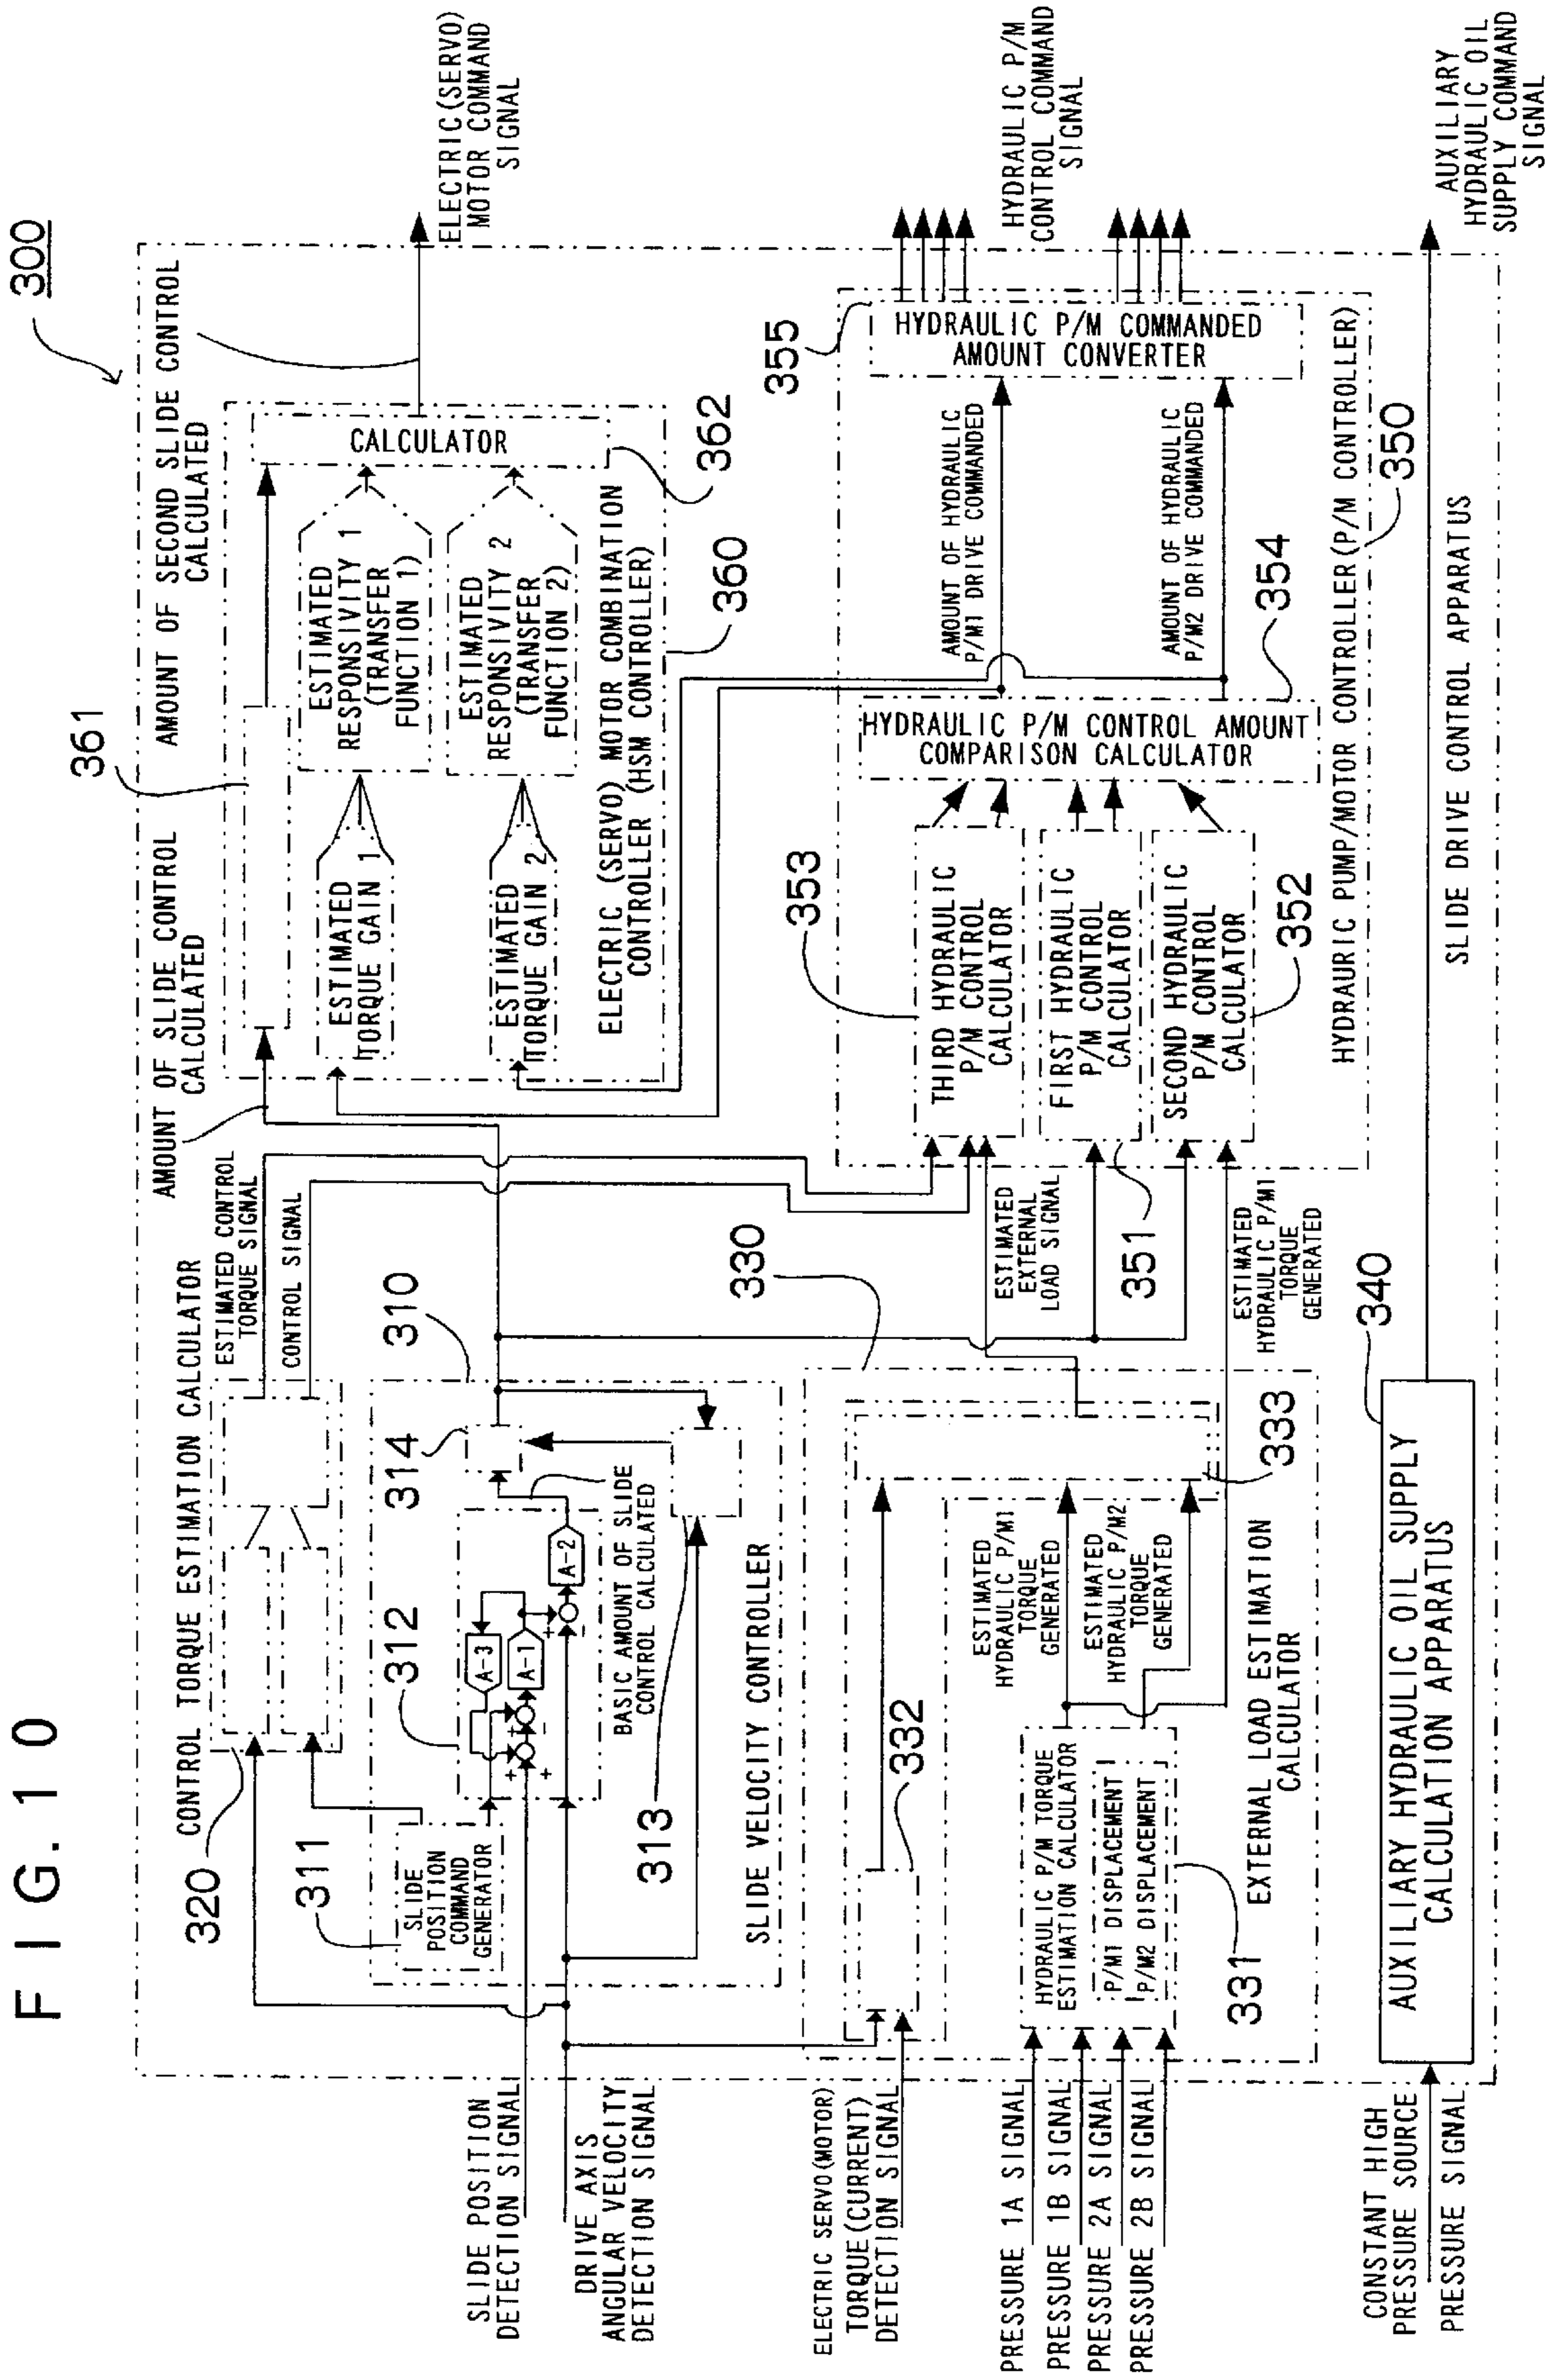 FIG.10
300
CONTROL TORQUE ESTIMATION CALCULATOR
320
311
SLIDE
POSITION
COMMAND
GENERATOR
ESTIMATED CONTROL
TORQUE SIGNAL
CONTROL SIGNAL
AMOUNT OF SLIDE CONTROL
CALCULATED
AMOUNT OF SECOND SLIDE CONTROL
CALCULATED
361
ESTIMATED
TORQUE GAIN 1
ESTIMATED
RESPONSIVITY 1
(TRANSFER
FUNCTION 1)
ESTIMATED
TORQUE GAIN 2
ESTIMATED
RESPONSIVITY 2
(TRANSFER
FUNCTION 2)
CALCULATOR
362
ELECTRIC (SERVO) MOTOR COMBINATION
CONTROLLER (HSM CONTROLLER)
360
ELECTRIC(SERVO)
MOTOR COMMAND
SIGNAL
SLIDE POSITION
DETECTION SIGNAL
DRIVE AXIS
ANGULAR VELOCITY
DETECTION SIGNAL
312
A-3
A-1
A-2
+
+
+
-
+
-
314
310
BASIC AMOUNT OF SLIDE
CONTROL CALCULATED
313
SLIDE VELOCITY CONTROLLER
330
ELECTRIC SERVO(MOTOR)
TORQUE(CURRENT)
DETECTION SIGNAL
332
PRESSURE 1A SIGNAL
PRESSURE 1B SIGNAL
PRESSURE 2A SIGNAL
PRESSURE 2B SIGNAL
HYDRAULIC P/M TORQUE
ESTIMATION CALCULATOR
P/M1 DISPLACEMENT
P/M2 DISPLACEMENT
331
ESTIMATED
HYDRAULIC P/M1
TORQUE
GENERATED
ESTIMATED
HYDRAULIC P/M2
TORQUE
GENERATED
333
EXTERNAL LOAD ESTIMATION
CALCULATOR
ESTIMATED
EXTERNAL
LOAD SIGNAL
351
ESTIMATED
HYDRAULIC P/M1
TORQUE
GENERATED
353
THIRD HYDRAULIC
P/M CONTROL
CALCULATOR
FIRST HYDRAULIC
P/M CONTROL
CALCULATOR
SECOND HYDRAULIC
P/M CONTROL
CALCULATOR
352
HYDRAULIC P/M CONTROL AMOUNT
COMPARISON CALCULATOR
354
AMOUNT OF HYDRAULIC
P/M1 DRIVE COMMANDED
AMOUNT OF HYDRAULIC
P/M2 DRIVE COMMANDED
355
HYDRAULIC P/M COMMANDED
AMOUNT CONVERTER
HYDRAURIC PUMP/MOTOR CONTROLLER(P/M CONTROLLER)
350
HYDRAULIC P/M
CONTROL COMMAND
SIGNAL
CONSTANT HIGH
PRESSURE SOURCE
PRESSURE SIGNAL
AUXILIARY HYDRAULIC OIL SUPPLY
CALCULATION APPARATUS
340
SLIDE DRIVE CONTROL APPARATUS
AUXILIARY
HYDRAULIC OIL
SUPPLY COMMAND
SIGNAL